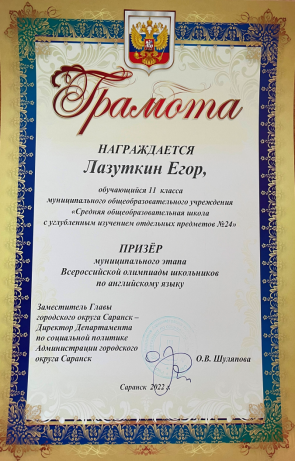 Грамота
НАГРАЖДАЕТСЯ
Лазуткин Егор,
обучающийся 11 класса
муниципального общеобразовательного учреждения
«Средняя общеобразовательная школа
с углубленным изучением отдельных предметов №24»
ПРИЗЁР
муниципального этапа
Всероссийской олимпиады школьников
по английскому языку
Заместитель Главы
городского округа Саранск –
Директор Департамента
по социальной политике
Администрации городского
округа Саранск
О.В. Шуляпова
Саранск 2022 г.